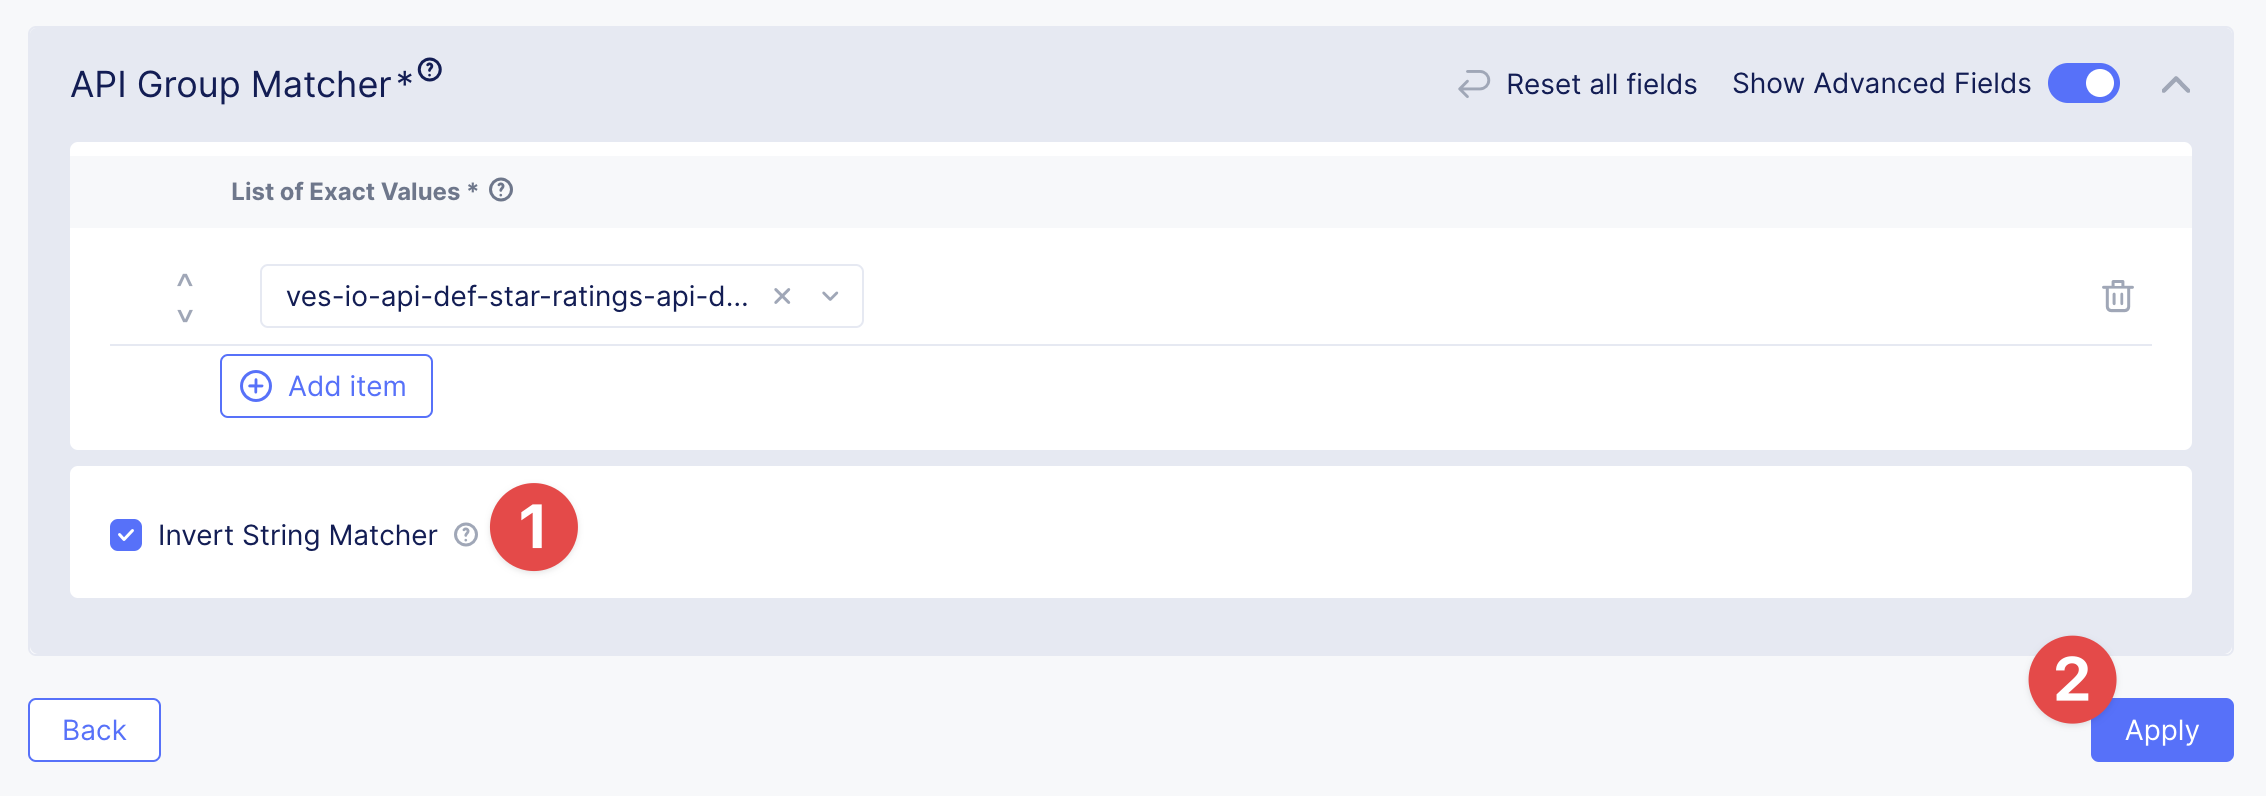 API Group Matcher*
Reset all fields
Show Advanced Fields
List of Exact Values *
ves-io-api-def-star-ratings-api-d...
Add item
Invert String Matcher
1
2
Back
Apply